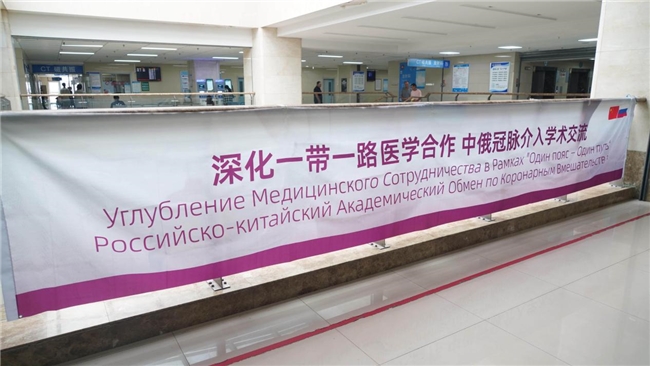 深化一带一路医学合作 中俄冠脉介入学术交流
Углубление Медицинского Сотрудничества в Рамках "Один пояс – Один путь"
Российско-китайский Академический Обмен по Коронарным Вмешательств